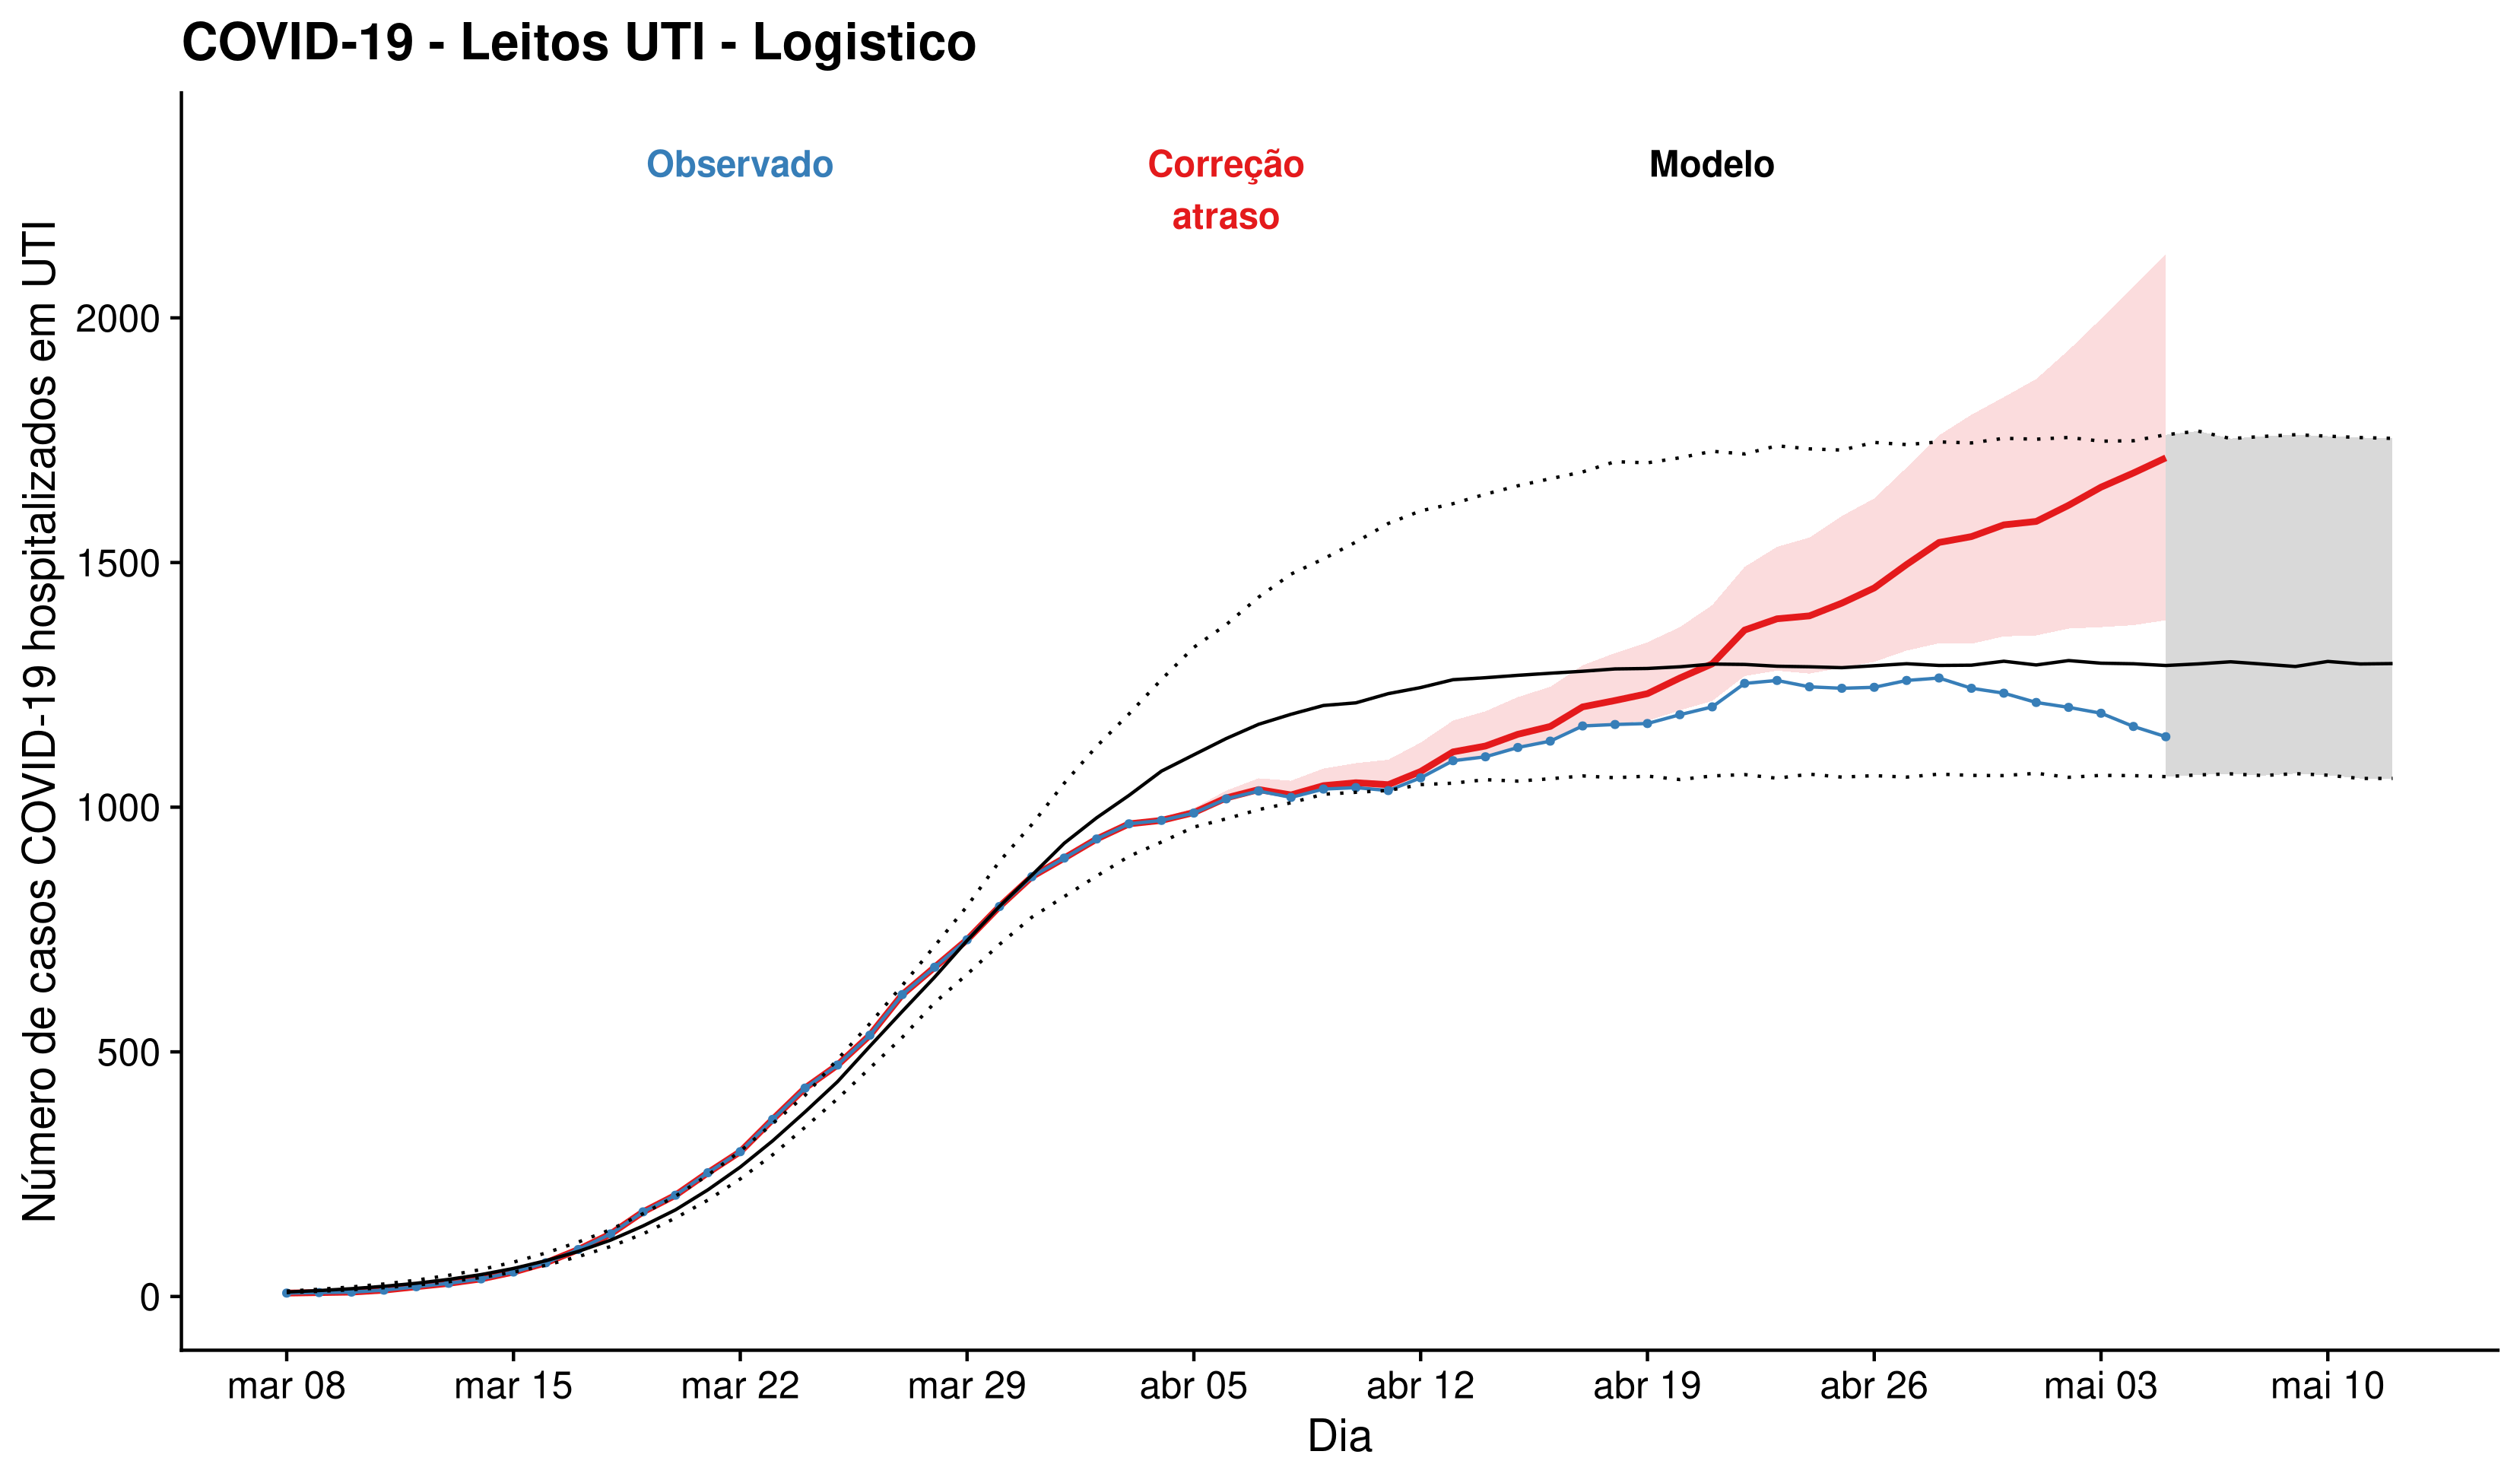 COVID-19 - Leitos UTI - Logistico
Observado
Correção
atraso
Modelo
Número de casos COVID-19 hospitalizados em UTI
2000
1500
1000
500
0
mar 08
mar 15
mar 22
mar 29
abr 05
abr 12
abr 19
abr 26
mai 03
mai 10
Dia